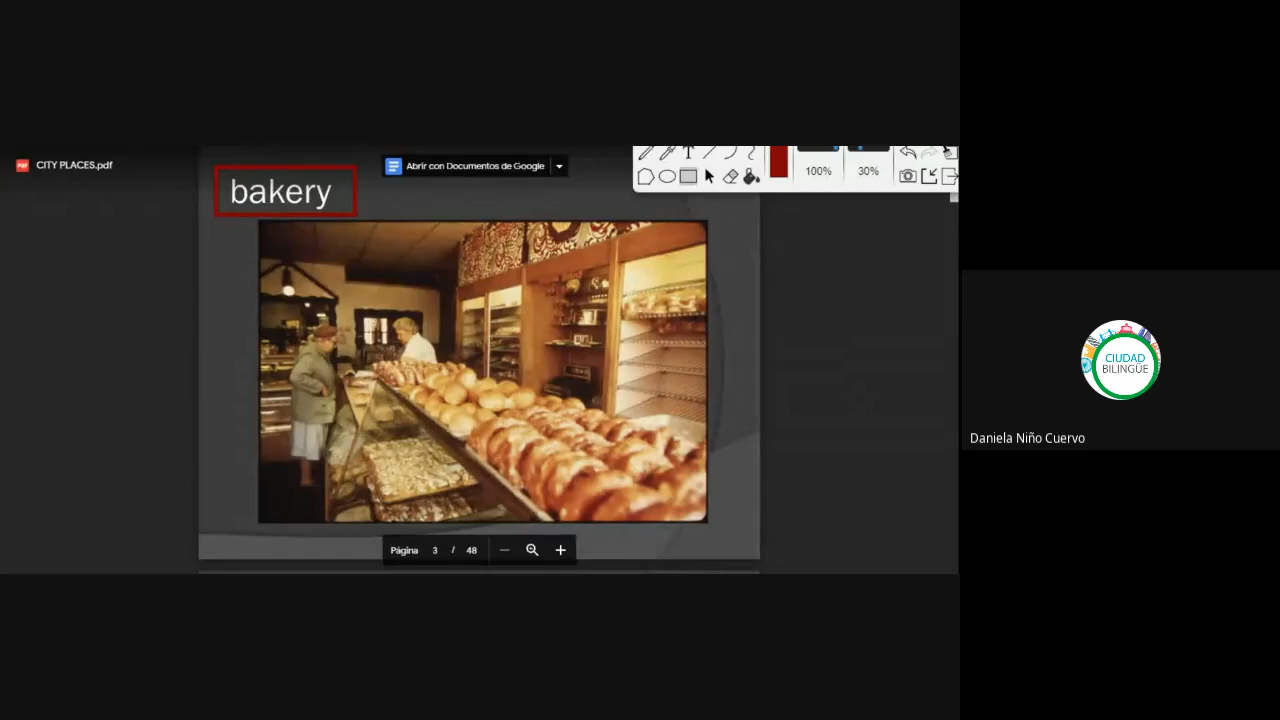 CITY PLACES.pdf
Abrir con Documentos de Google
100%
30%
bakery
CIUDAD
BILINGÜE
Daniela Niño Cuervo
Página 3 / 48